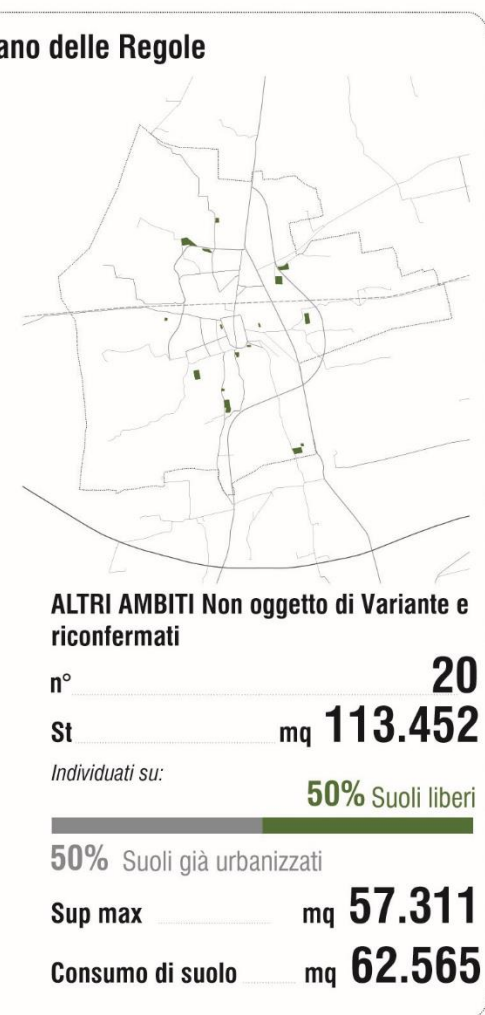 ano delle Regole
ALTRI AMBITI Non oggetto di Variante e
riconfermati
n° 20
St mq 113.452
Individuati su:
50% Suoli liberi
50% Suoli già urbanizzati
Sup max mq 57.311
Consumo di suolo mq 62.565